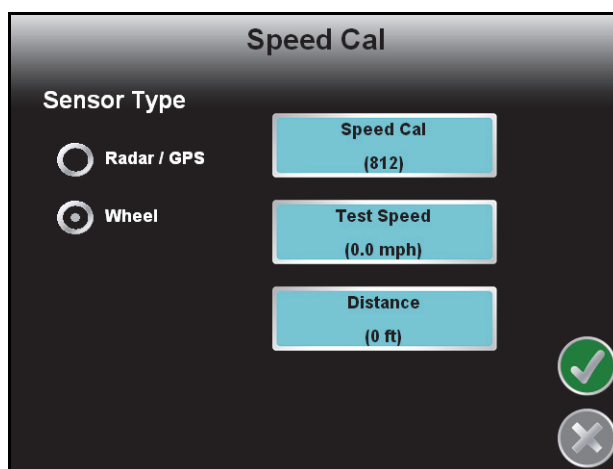 Speed Cal
Sensor Type
Radar / GPS
Wheel
Speed Cal
(812)
Test Speed
(0.0 mph)
Distance
(0 ft)